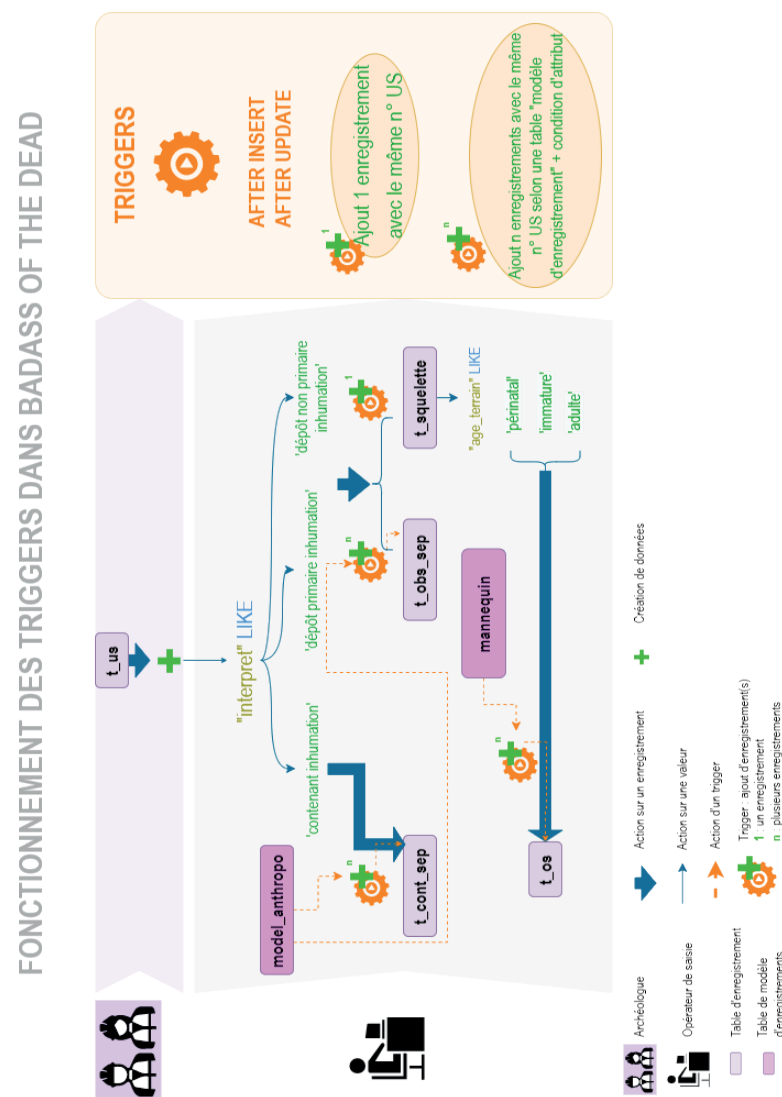 FONCTIONNEMENT DES TRIGGERS DANS BADASS OF THE DEAD
t_us
"interpret" LIKE
'contenant inhumation'
'dépôt primaire inhumation'
'dépôt non primaire
inhumation'
model_anthropo
n
n
1
t_cont_sep
t_obs_sep
t_squelette
mannequin
"age_terrain" LIKE
'périnatal'
'immature'
'adulte'
n
t_os
TRIGGERS
AFTER INSERT
AFTER UPDATE
1
Ajout 1 enregistrement
avec le même n° US
n
Ajout n enregistrements avec le même
n° US selon une table "modèle
d'enregistrement" + condition d'attribut
Archéologue
Opérateur de saisie
Table d'enregistrement
Table de modèle
d'enregistrements
Action sur un enregistrement
Action sur une valeur
Action d'un trigger
Trigger : ajout d'enregistrement(s)
1 : un enregistrement
n : plusieurs enregistrements
Création de données